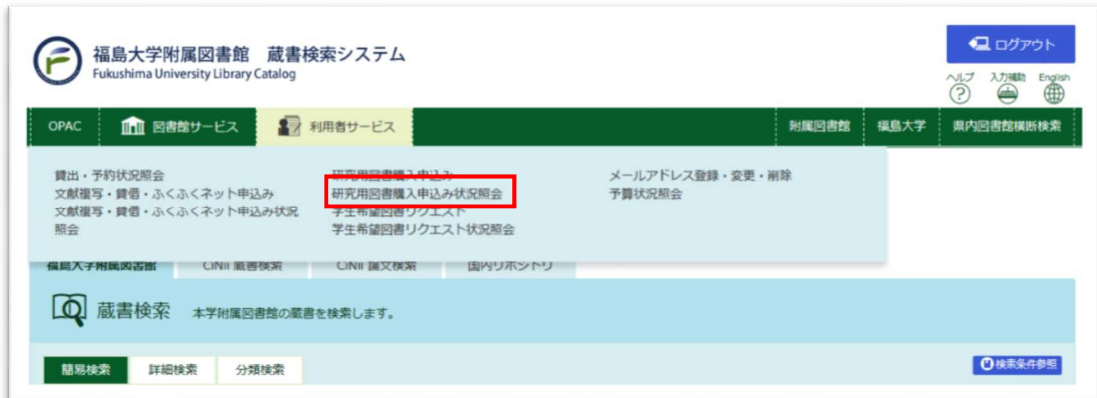 福島大学附属図書館 蔵書検索システム
Fukushima University Library Catalog
ログアウト
ヘルプ 入力補助 English
OPAC 図書館サービス 利用者サービス 附属図書館 福島大学 県内図書館横断検索
貸出・予約状況照会
文献複写・貸借・ふくふくネット申込み
文献複写・貸借・ふくふくネット申込み状況
照会
研究用図書購入申込み
研究用図書購入申込み状況照会
学生希望図書リクエスト
学生希望図書リクエスト状況照会
メールアドレス登録・変更・削除
予算状況照会
福島大学附属図書館 CiNii 蔵書検索 CiNii 論文検索 国内リポジトリ
蔵書検索 本学附属図書館の蔵書を検索します。
簡易検索 詳細検索 分類検索 検索条件参照